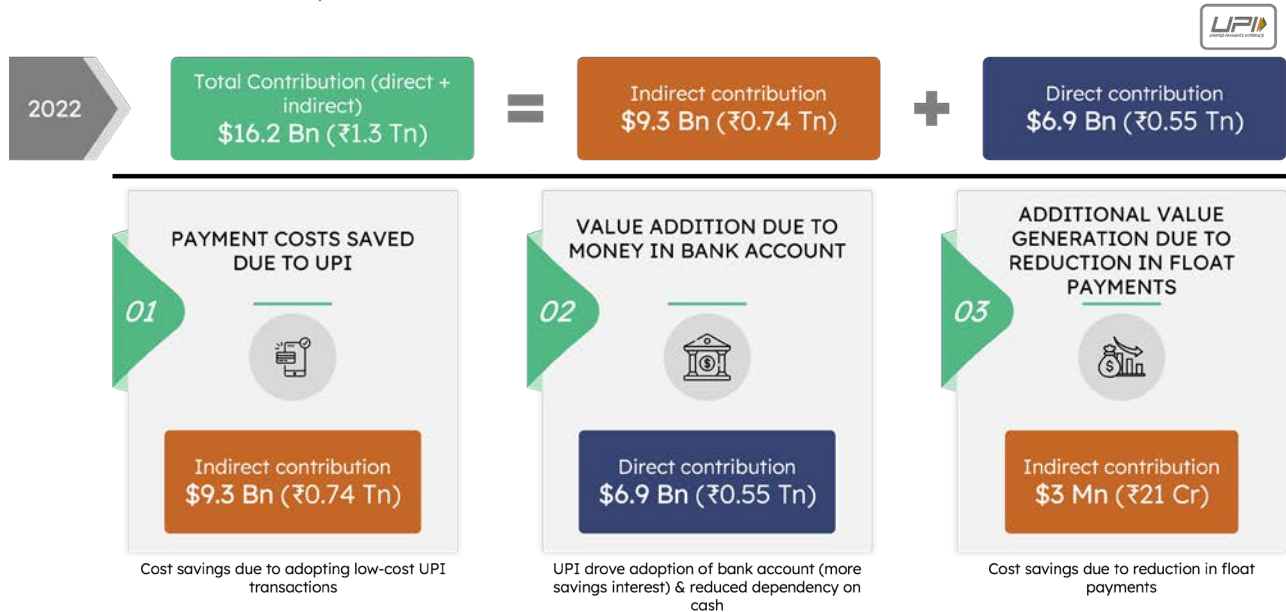 UPI
UNIFIED PAYMENTS INTERFACE
2022
Total Contribution (direct +
indirect)
$16.2 Bn (₹1.3 Tn)
=
Indirect contribution
$9.3 Bn (₹0.74 Tn)
+
Direct contribution
$6.9 Bn (₹0.55 Tn)
01
PAYMENT COSTS SAVED
DUE TO UPI
Indirect contribution
$9.3 Bn (₹0.74 Tn)
Cost savings due to adopting low-cost UPI
transactions
02
VALUE ADDITION DUE TO
MONEY IN BANK ACCOUNT
Direct contribution
$6.9 Bn (₹0.55 Tn)
UPI drove adoption of bank account (more
savings interest) & reduced dependency on
cash
03
ADDITIONAL VALUE
GENERATION DUE TO
REDUCTION IN FLOAT
PAYMENTS
Indirect contribution
$3 Mn (₹21 Cr)
Cost savings due to reduction in float
payments